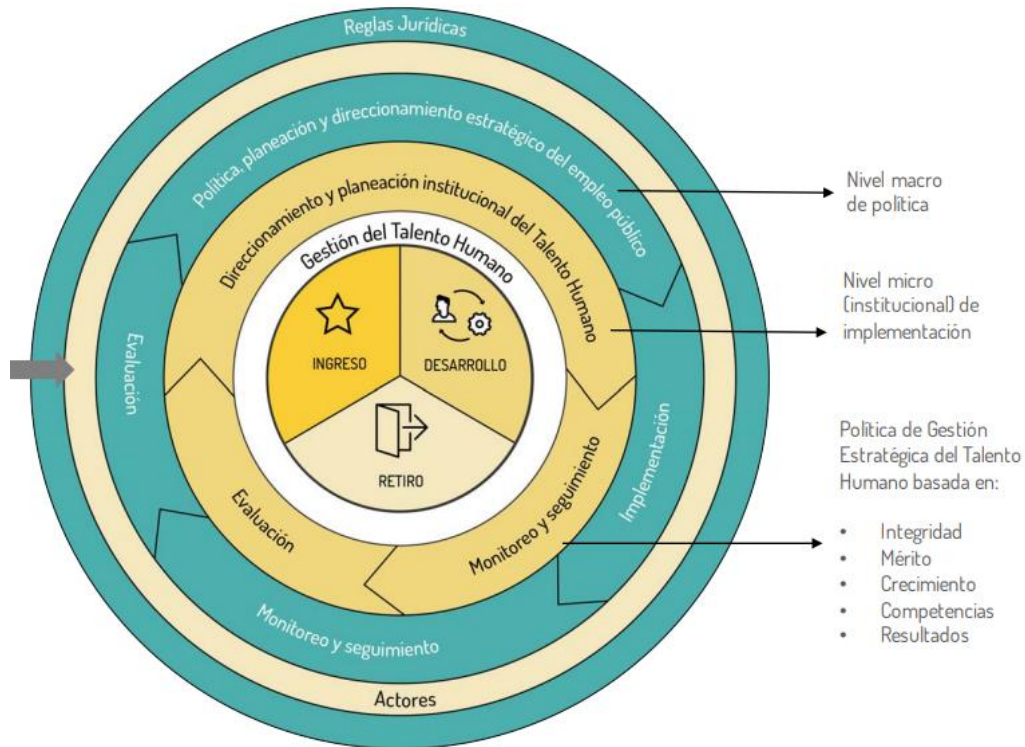 Reglas Jurídicas
Política, planeación y direccionamiento estratégico del empleo público
Direccionamiento y planeación institucional del Talento Humano
Gestión del Talento Humano
INGRESO
DESARROLLO
RETIRO
Evaluación
Evaluación
Monitoreo y seguimiento
Implementación
Monitoreo y seguimiento
Actores
Nivel macro
de política
Nivel micro
(institucional) de
implementación
Política de Gestión
Estratégica del Talento
Humano basada en:
• Integridad
• Mérito
• Crecimiento
• Competencias
• Resultados